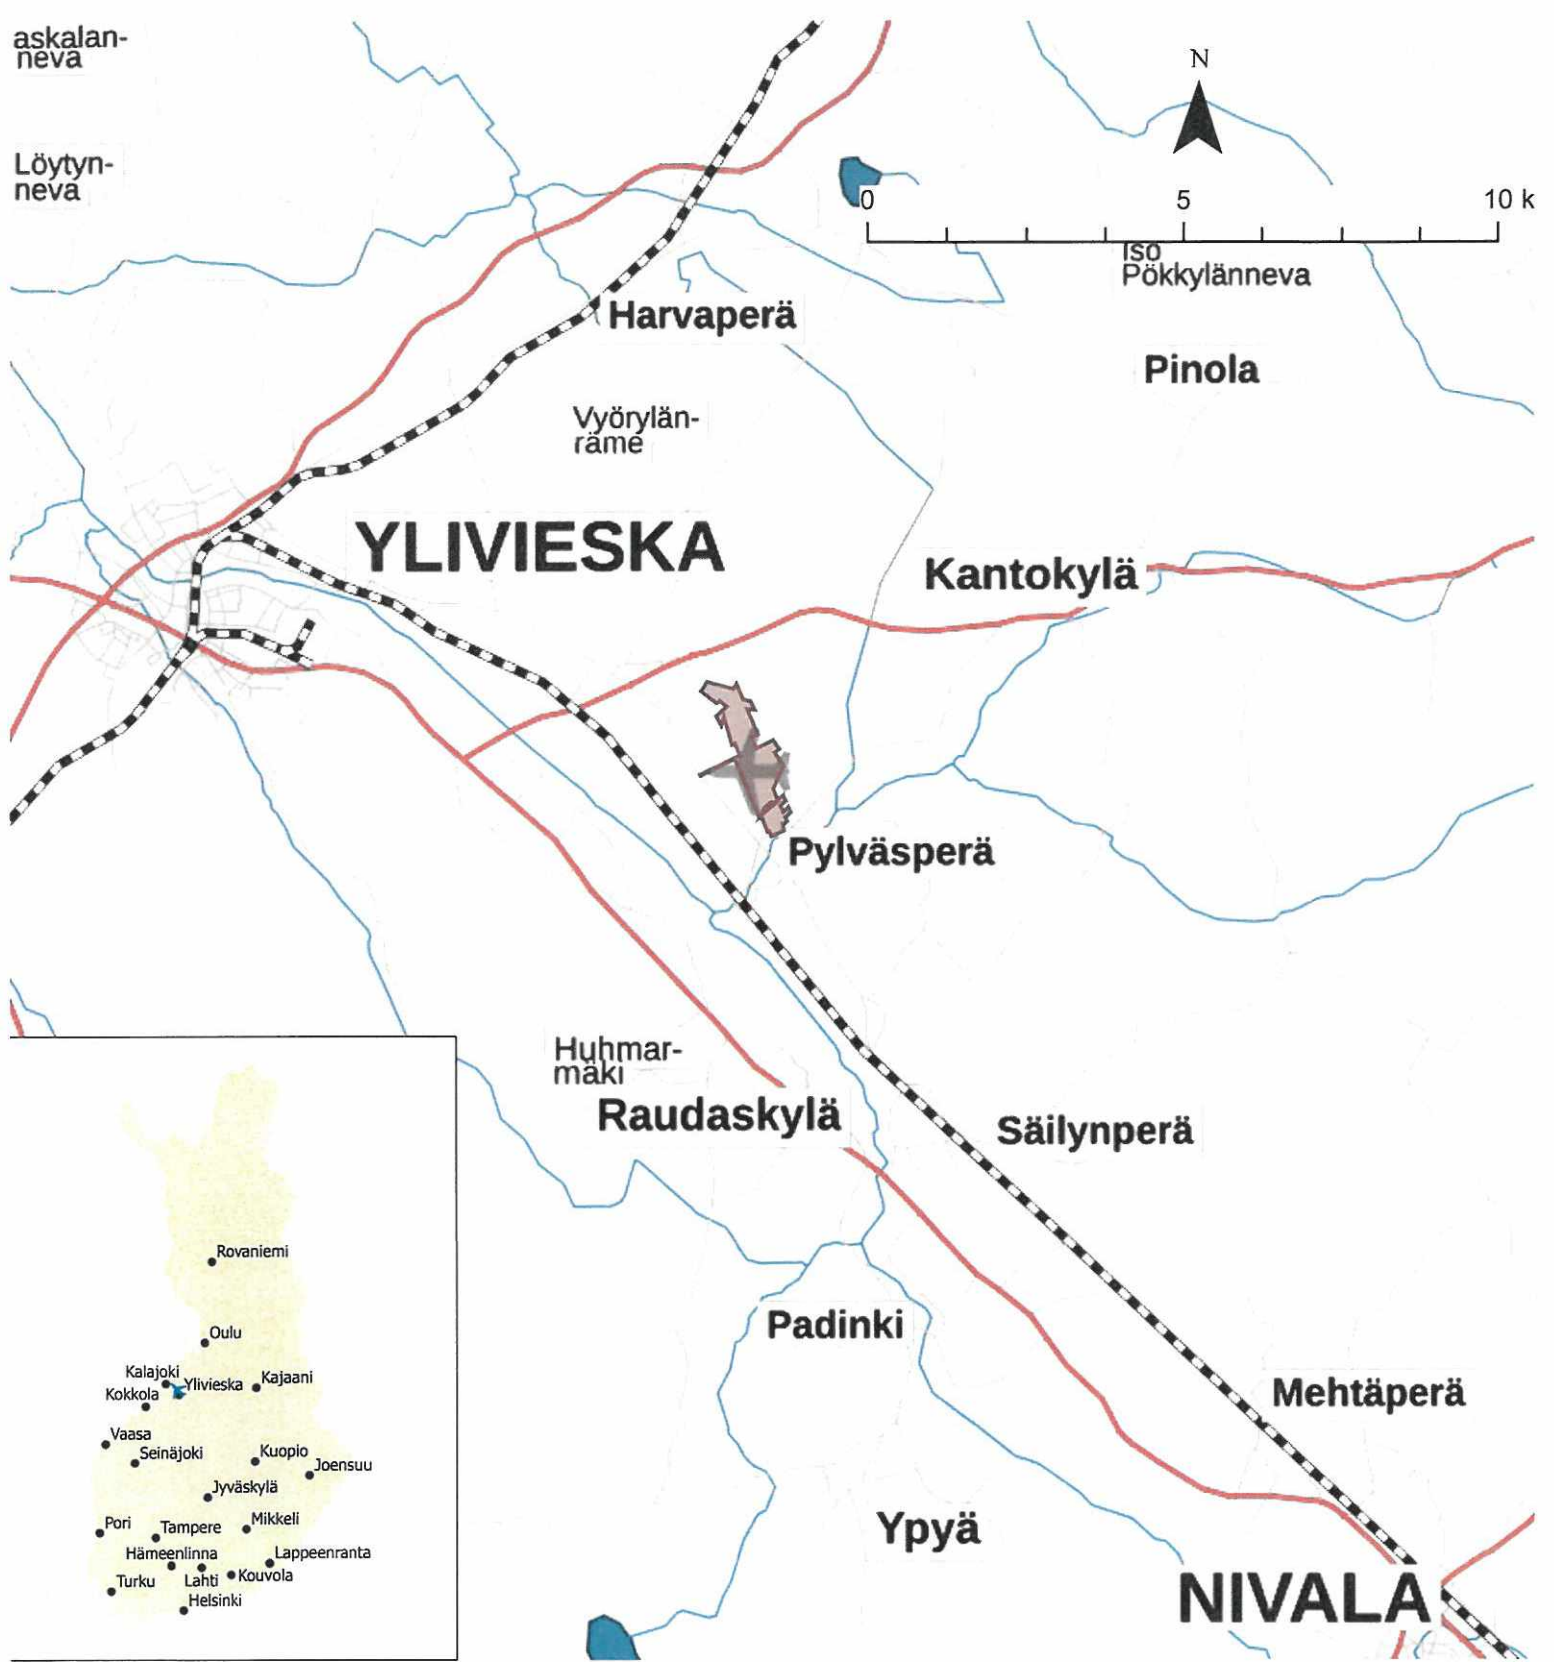 askalan-
neva
N
Löytyn-
neva
0 5 10 k
Iso
Pökkylänneva
Harvaperä
Pinola
Vyörylän-
räme
YLIVIESKA
Kantokylä
Pylväsperä
Huhmar-
mäki
Raudaskylä
Säilynperä
Padinki
Mehtäperä
Ypyä
NIVALA
Rovaniemi
Oulu
Kalajoki
Ylivieska
Kajaani
Kokkola
Vaasa
Seinäjoki
Kuopio
Joensuu
Jyväskylä
Pori
Tampere
Mikkeli
Hämeenlinna
Lappeenranta
Turku
Lahti
Kouvola
Helsinki